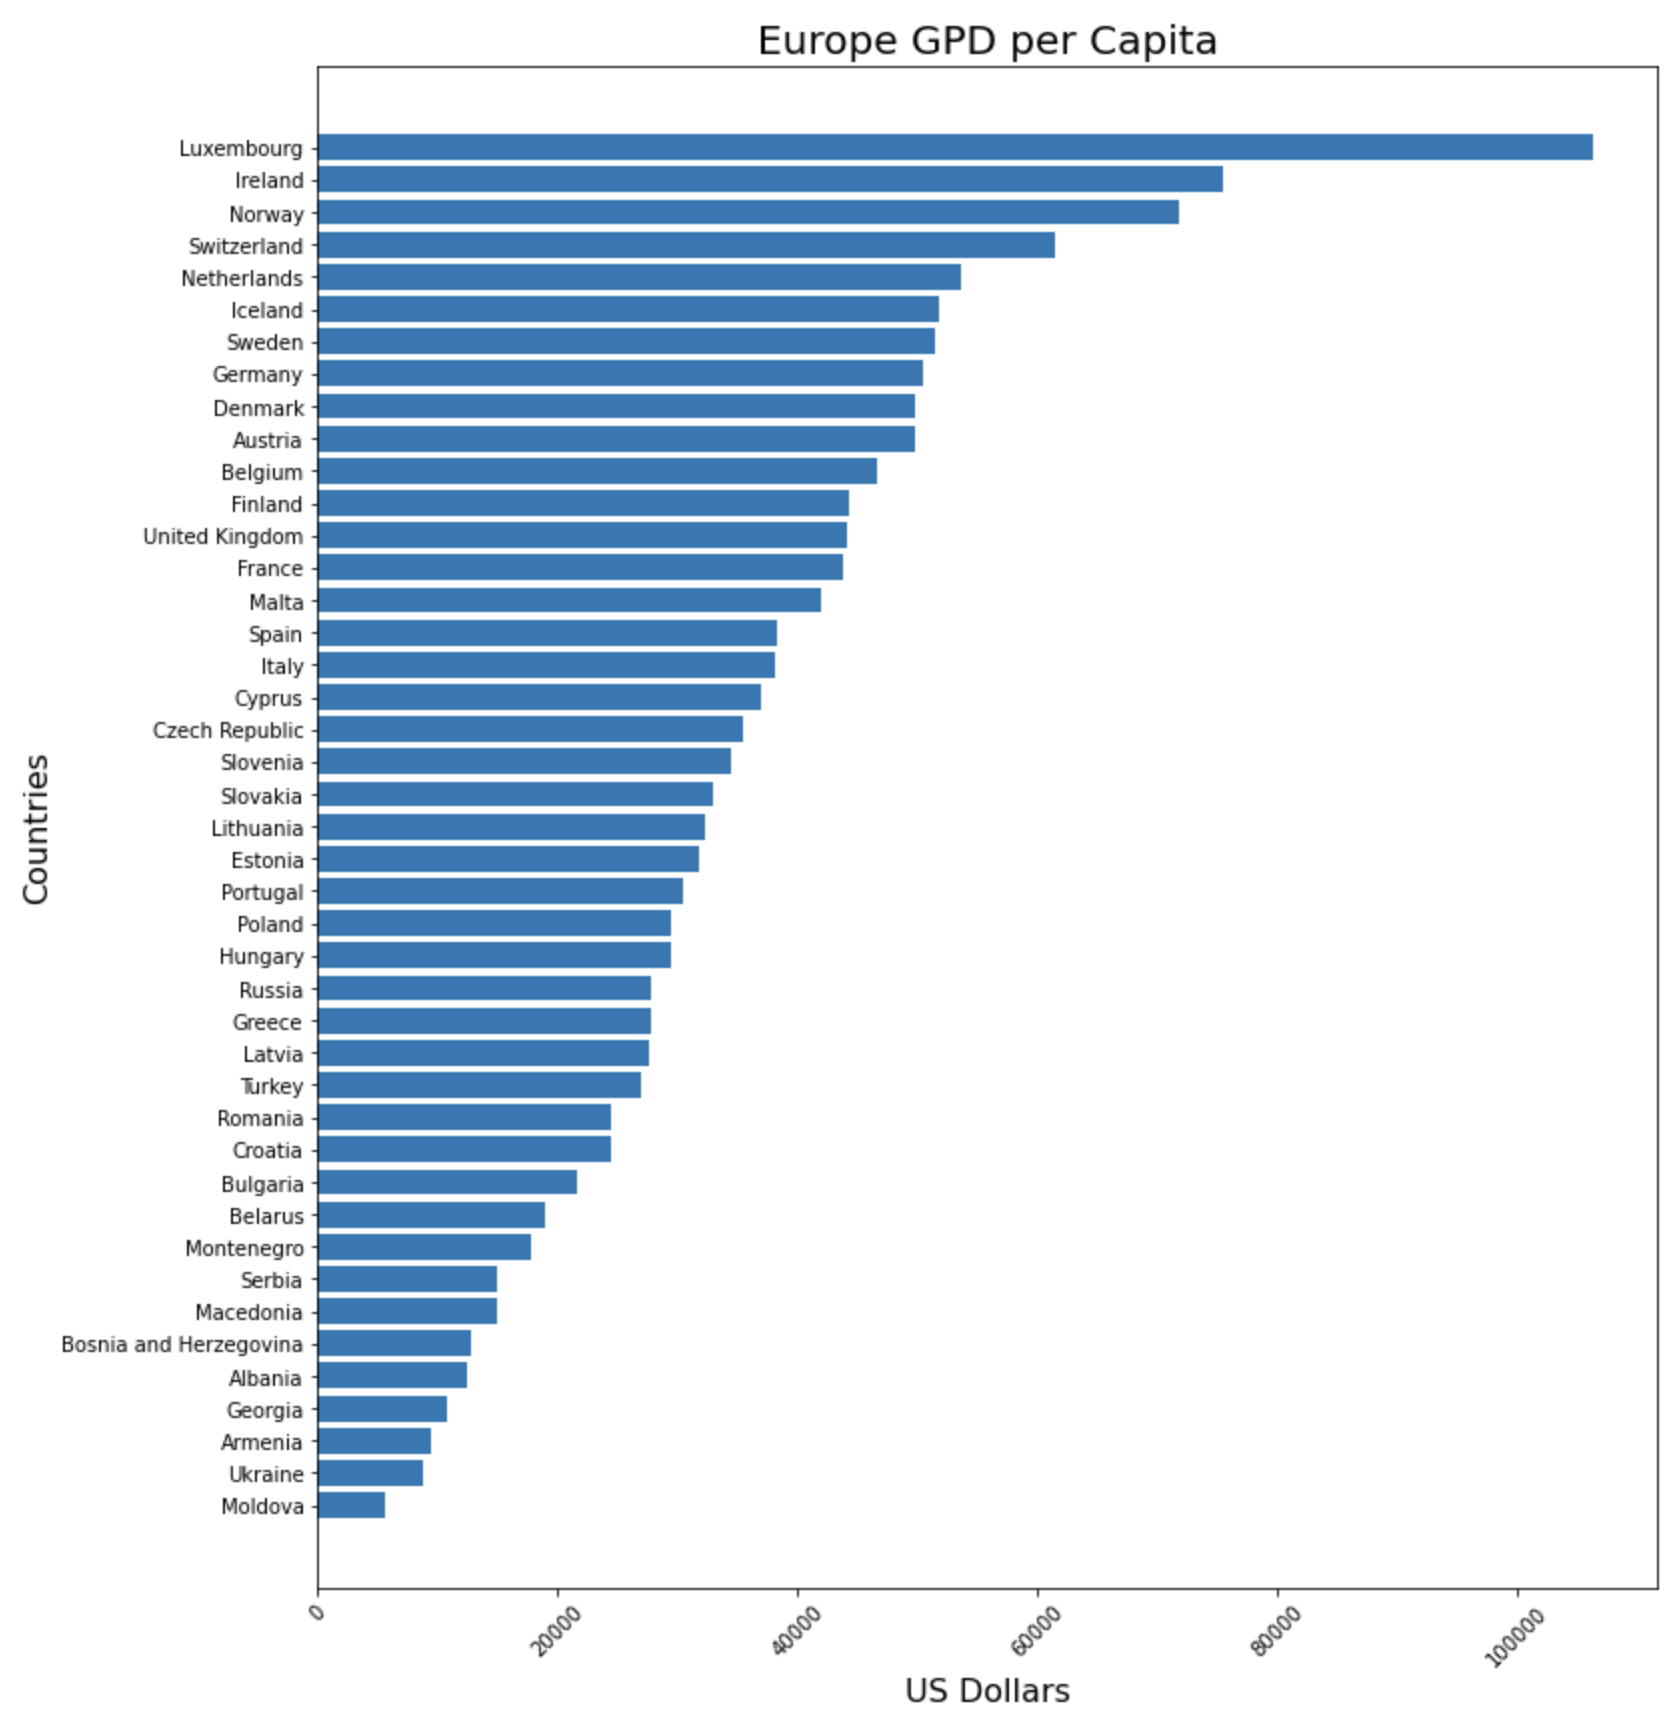 Europe GPD per Capita
Luxembourg
Ireland
Norway
Switzerland
Netherlands
Iceland
Sweden
Germany
Denmark
Austria
Belgium
Finland
United Kingdom
France
Malta
Spain
Italy
Cyprus
Czech Republic
Slovenia
Slovakia
Lithuania
Estonia
Portugal
Poland
Hungary
Russia
Greece
Latvia
Turkey
Romania
Croatia
Bulgaria
Belarus
Montenegro
Serbia
Macedonia
Bosnia and Herzegovina
Albania
Georgia
Armenia
Ukraine
Moldova
Countries
0 20000 40000 60000 80000 100000
US Dollars